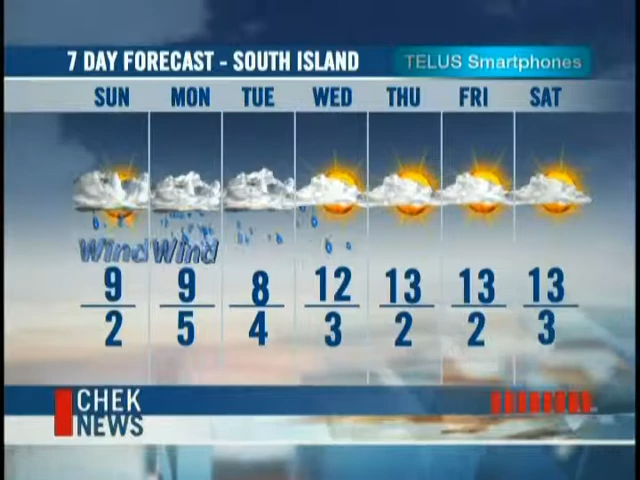 7 DAY FORECAST - SOUTH ISLAND TELUS Smartphones
SUN MON TUE WED THU FRI SAT
Wind Wind
9 9 8 12 13 13 13
2 5 4 3 2 2 3
CHEK
NEWS